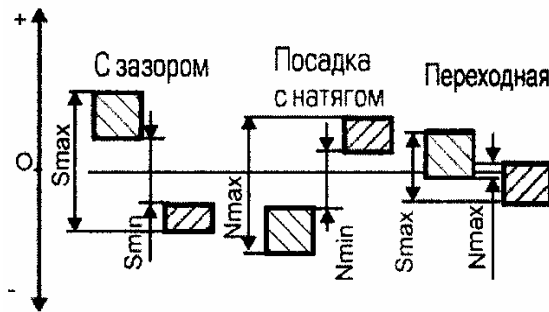 +
С зазором
Посадка
с натягом
Переходная
O
-
Smax
Smin
Nmax
Nmin
Smax
Nmax